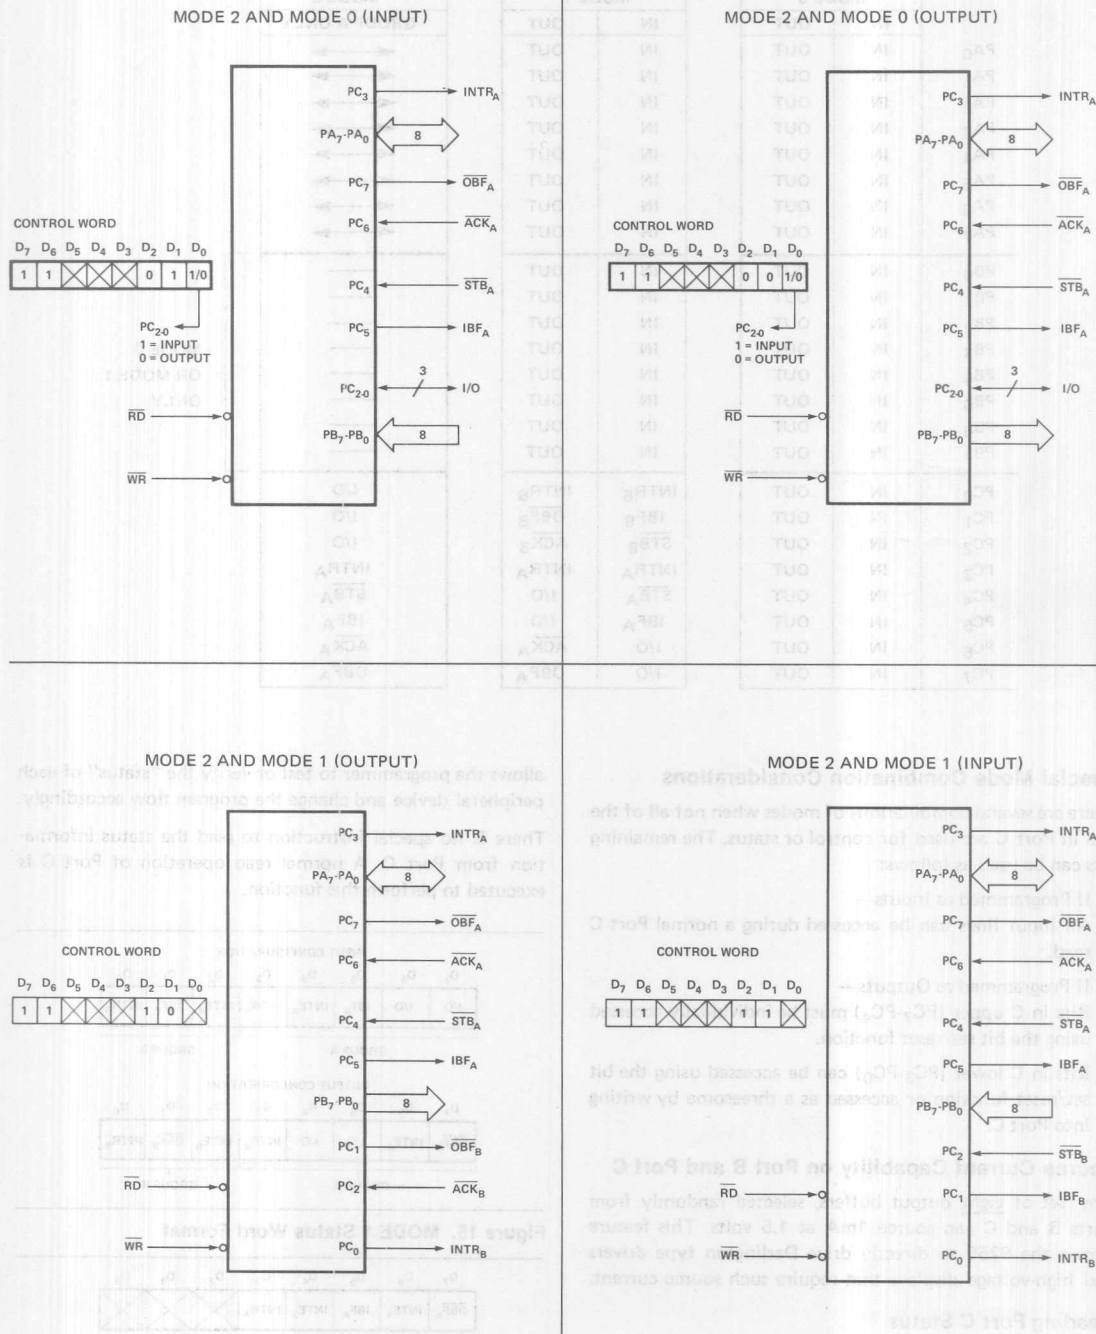 MODE 2 AND MODE 0 (INPUT)
PC3 INTRA
PA7-PA0 8
PC7 OBFA
PC6 ACKA
CONTROL WORD
D7 D6 D5 D4 D3 D2 D1 D0
1 1 0 1 1/0
PC4 STBA
PC2-0
1 = INPUT
0 = OUTPUT
PC5 IBFA
PC2-0 3 I/O
RD
PB7-PB0 8
WR
MODE 2 AND MODE 0 (OUTPUT)
PC3 INTRA
PA7-PA0 8
PC7 OBFA
PC6 ACKA
CONTROL WORD
D7 D6 D5 D4 D3 D2 D1 D0
1 1 0 0 1/0
PC4 STBA
PC2-0
1 = INPUT
0 = OUTPUT
PC5 IBFA
PC2-0 3 I/O
RD
PB7-PB0 8
WR
MODE 2 AND MODE 1 (OUTPUT)
PC3 INTRA
PA7-PA0 8
PC7 OBFA
CONTROL WORD
PC6 ACKA
D7 D6 D5 D4 D3 D2 D1 D0
1 1 1 0
PC4 STBA
PC5 IBFA
PB7-PB0 8
PC1 OBFB
RD
PC2 ACKB
WR
PC0 INTRB
MODE 2 AND MODE 1 (INPUT)
PC3 INTRA
PA7-PA0 8
PC7 OBFA
CONTROL WORD
PC6 ACKA
D7 D6 D5 D4 D3 D2 D1 D0
1 1 1 1
PC4 STBA
PC5 IBFA
PB7-PB0 8
PC2 STBB
RD
PC1 IBFB
WR
PC0 INTRB